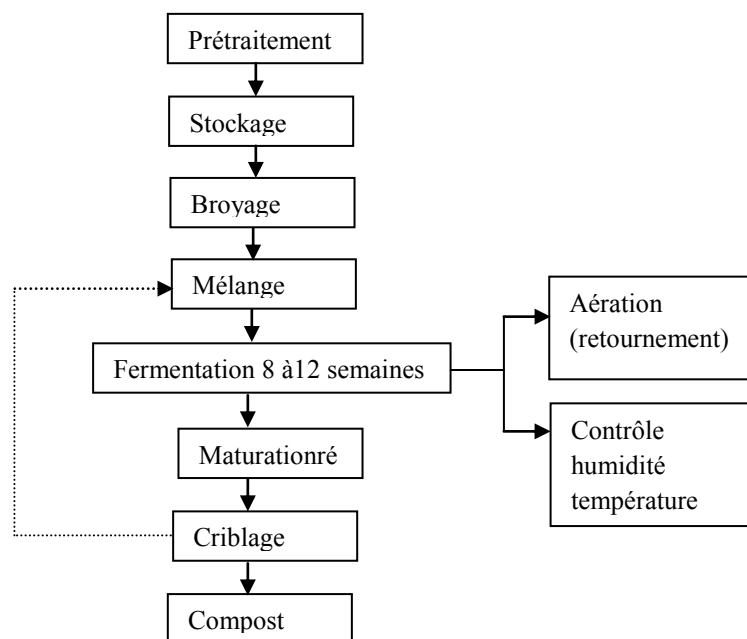 Prétraitement
Stockage
Broyage
Mélange
Fermentation 8 à12 semaines
Aération
(retournement)
Contrôle
humidité
température
Maturationré
Criblage
Compost